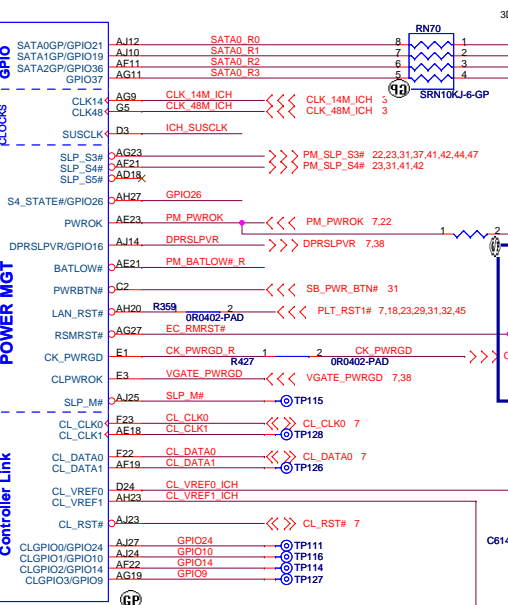 3D
RN70
SATA0GP/GPIO21 AJ12 SATA0_R0 8 1
SATA1GP/GPIO19 AJ10 SATA0_R1 7 2
SATA2GP/GPIO36 AF11 SATA0_R2 6 3
GPIO37 AG11 SATA0_R3 5 4
GPIO
SRN10KJ-6-GP
CLK14 AG9 CLK_14M_ICH CLK_14M_ICH 3
CLK48 G5 CLK_48M_ICH CLK_48M_ICH 3
CLOCKS
SUSCLK D3 ICH_SUSCLK
SLP_S3# AG23 PM_SLP_S3# 22,23,31,37,41,42,44,47
SLP_S4# AF21 PM_SLP_S4# 23,31,41,42
SLP_S5# AD18
S4_STATE#/GPIO26 AH27 GPIO26
PWROK AE23 PM_PWROK PM_PWROK 7,22
1 2
DPRSLPVR/GPIO16 AJ14 DPRSLPVR DPRSLPVR 7,38
BATLOW# AE21 PM_BATLOW#_R
POWER MGT
PWRBTN# C2 SB_PWR_BTN# 31
LAN_RST# AH20 R359 2 PLT_RST1# 7,18,23,29,31,32,45
0R0402-PAD
RSMRST# AG27 EC_RMRST#
CK_PWRGD E1 CK_PWRGD_R 1 2 CK_PWRGD
R427 0R0402-PAD
CLPWROK E3 VGATE_PWRGD VGATE_PWRGD 7,38
SLP_M# AJ25 SLP_M# TP115
CL_CLK0 F23 CL_CLK0 CL_CLK0 7
CL_CLK1 AE18 CL_CLK1 TP128
CL_DATA0 F22 CL_DATA0 CL_DATA0 7
CL_DATA1 AF19 CL_DATA1 TP126
Controller Link
CL_VREF0 D24 CL_VREF0_ICH
CL_VREF1 AH23 CL_VREF1_ICH
CL_RST# AJ23 CL_RST# 7
C614
CLGPIO0/GPIO24 AJ27 GPIO24 TP111
CLGPIO1/GPIO10 AJ24 GPIO10 TP116
CLGPIO2/GPIO14 AF22 GPIO14 TP114
CLGPIO3/GPIO9 AG19 GPIO9 TP127
GP